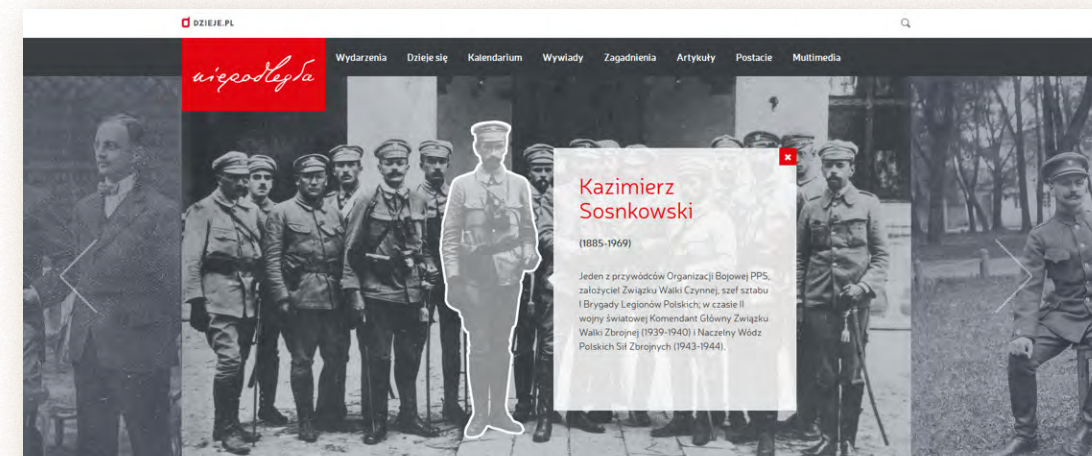 DZIEJE.PL
niepodległa
Wydarzenia Dzieje się Kalendarium Wywiady Zagadnienia Artykuły Postacie Multimedia
Kazimierz
Sosnkowski
(1885-1969)
Jeden z przywódców Organizacji Bojowej PPS,
założyciel Związku Walki Czynnej, szef sztabu
I Brygady Legionów Polskich; w czasie II
wojny światowej Komendant Główny Związku
Walki Zbrojnej (1939-1940) i Naczelny Wódz
Polskich Sił Zbrojnych (1943-1944).